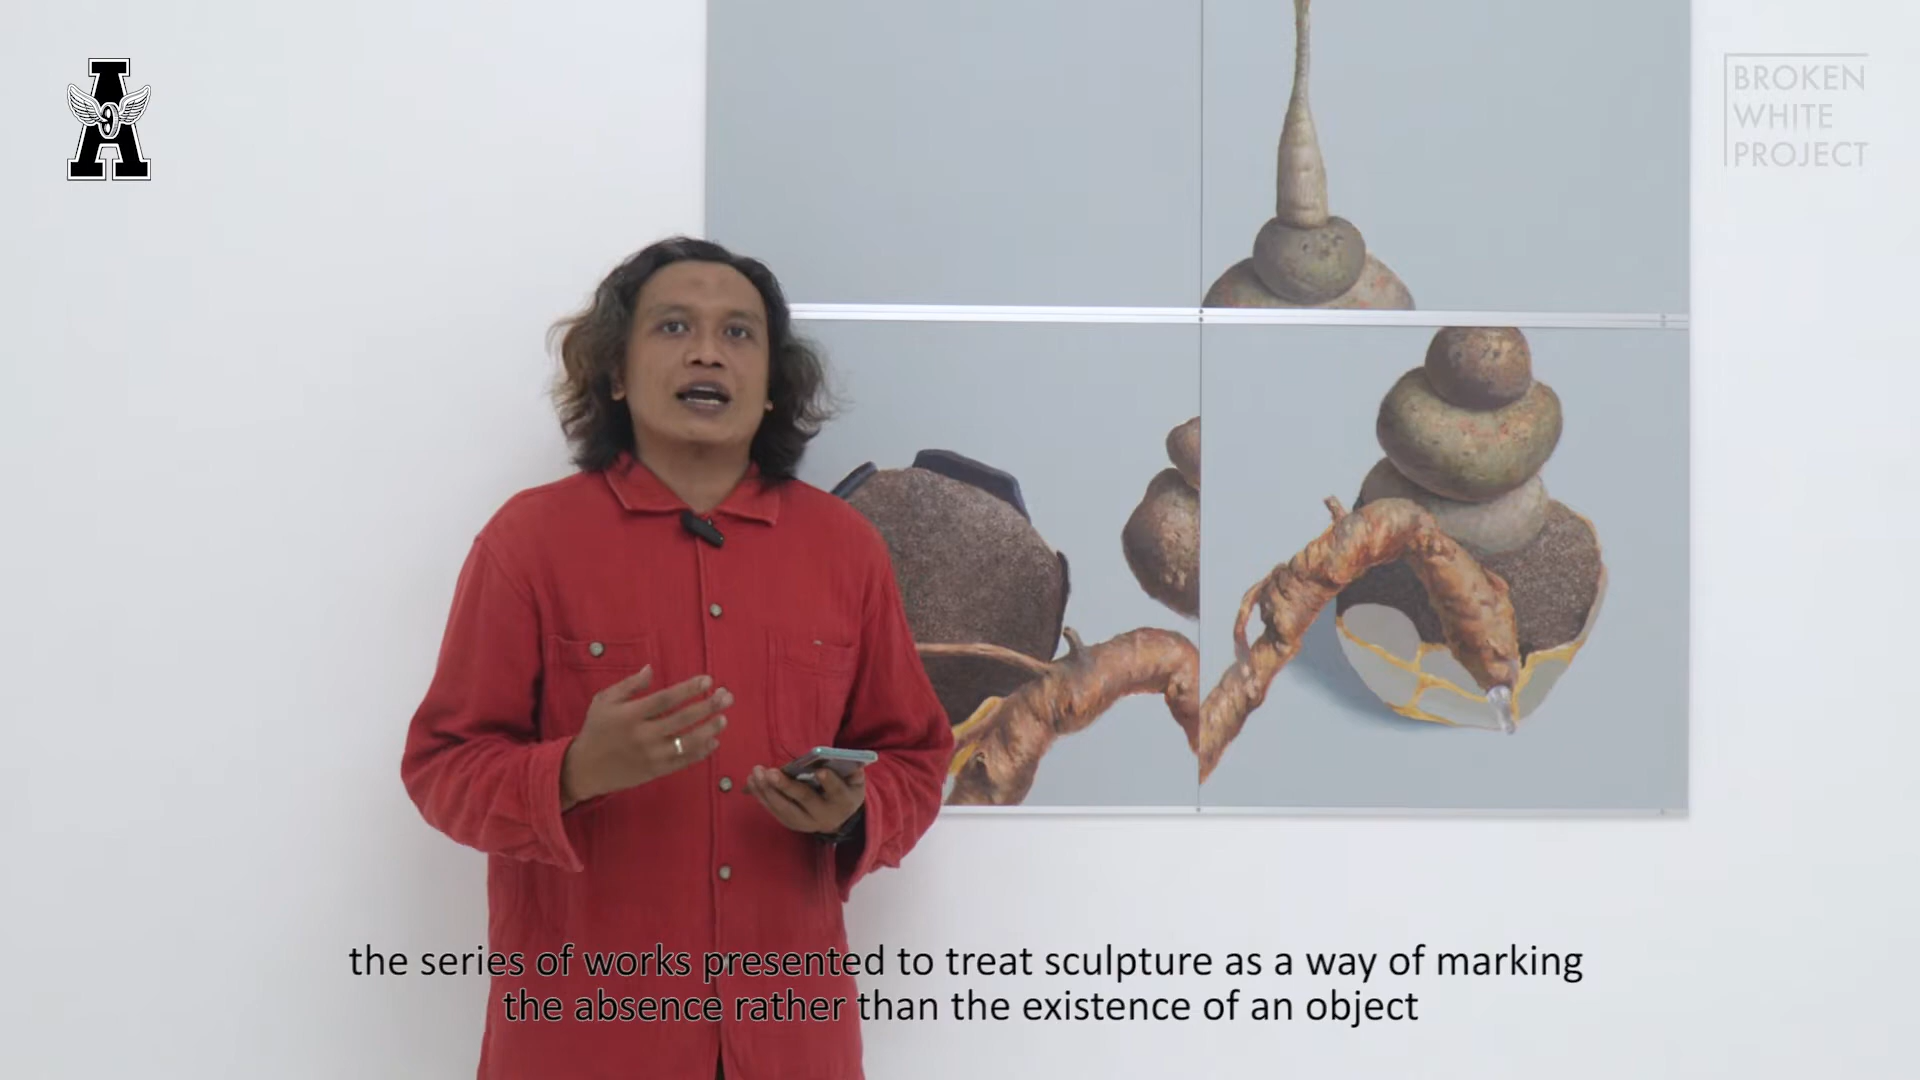 A
BROKEN
WHITE
PROJECT
the series of works presented to treat sculpture as a way of marking
the absence rather than the existence of an object